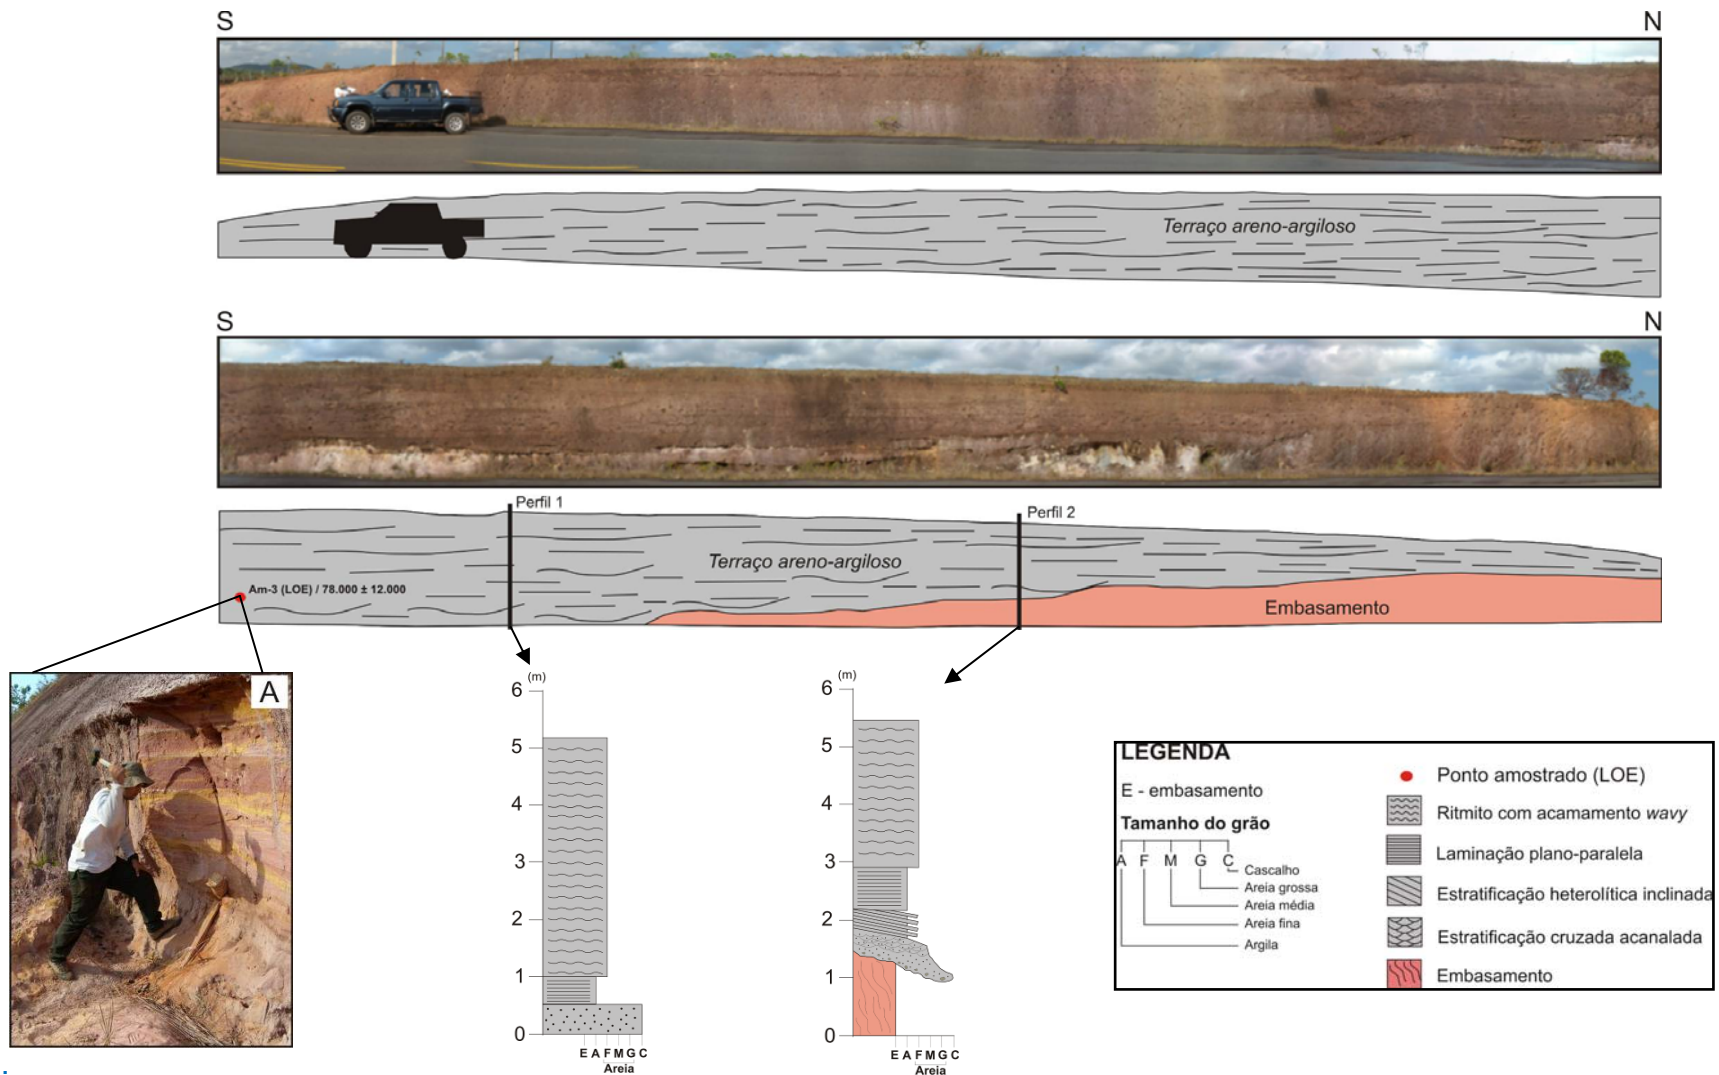 S N
Terraço areno-argiloso
S N
Perfil 1
Perfil 2
Terraço areno-argiloso
Am-3 (LOE) / 78.000 ± 12.000
Embasamento
A
(m)
6
5
4
3
2
1
0
E A F M G C
Areia
(m)
6
5
4
3
2
1
0
E A F M G C
Areia
LEGENDA
E - embasamento
Tamanho do grão
A F M G C
Cascalho
Areia grossa
Areia média
Areia fina
Argila
Ponto amostrado (LOE)
Ritmito com acamamento wavy
Laminação plano-paralela
Estratificação heterolítica inclinada
Estratificação cruzada acanalada
Embasamento